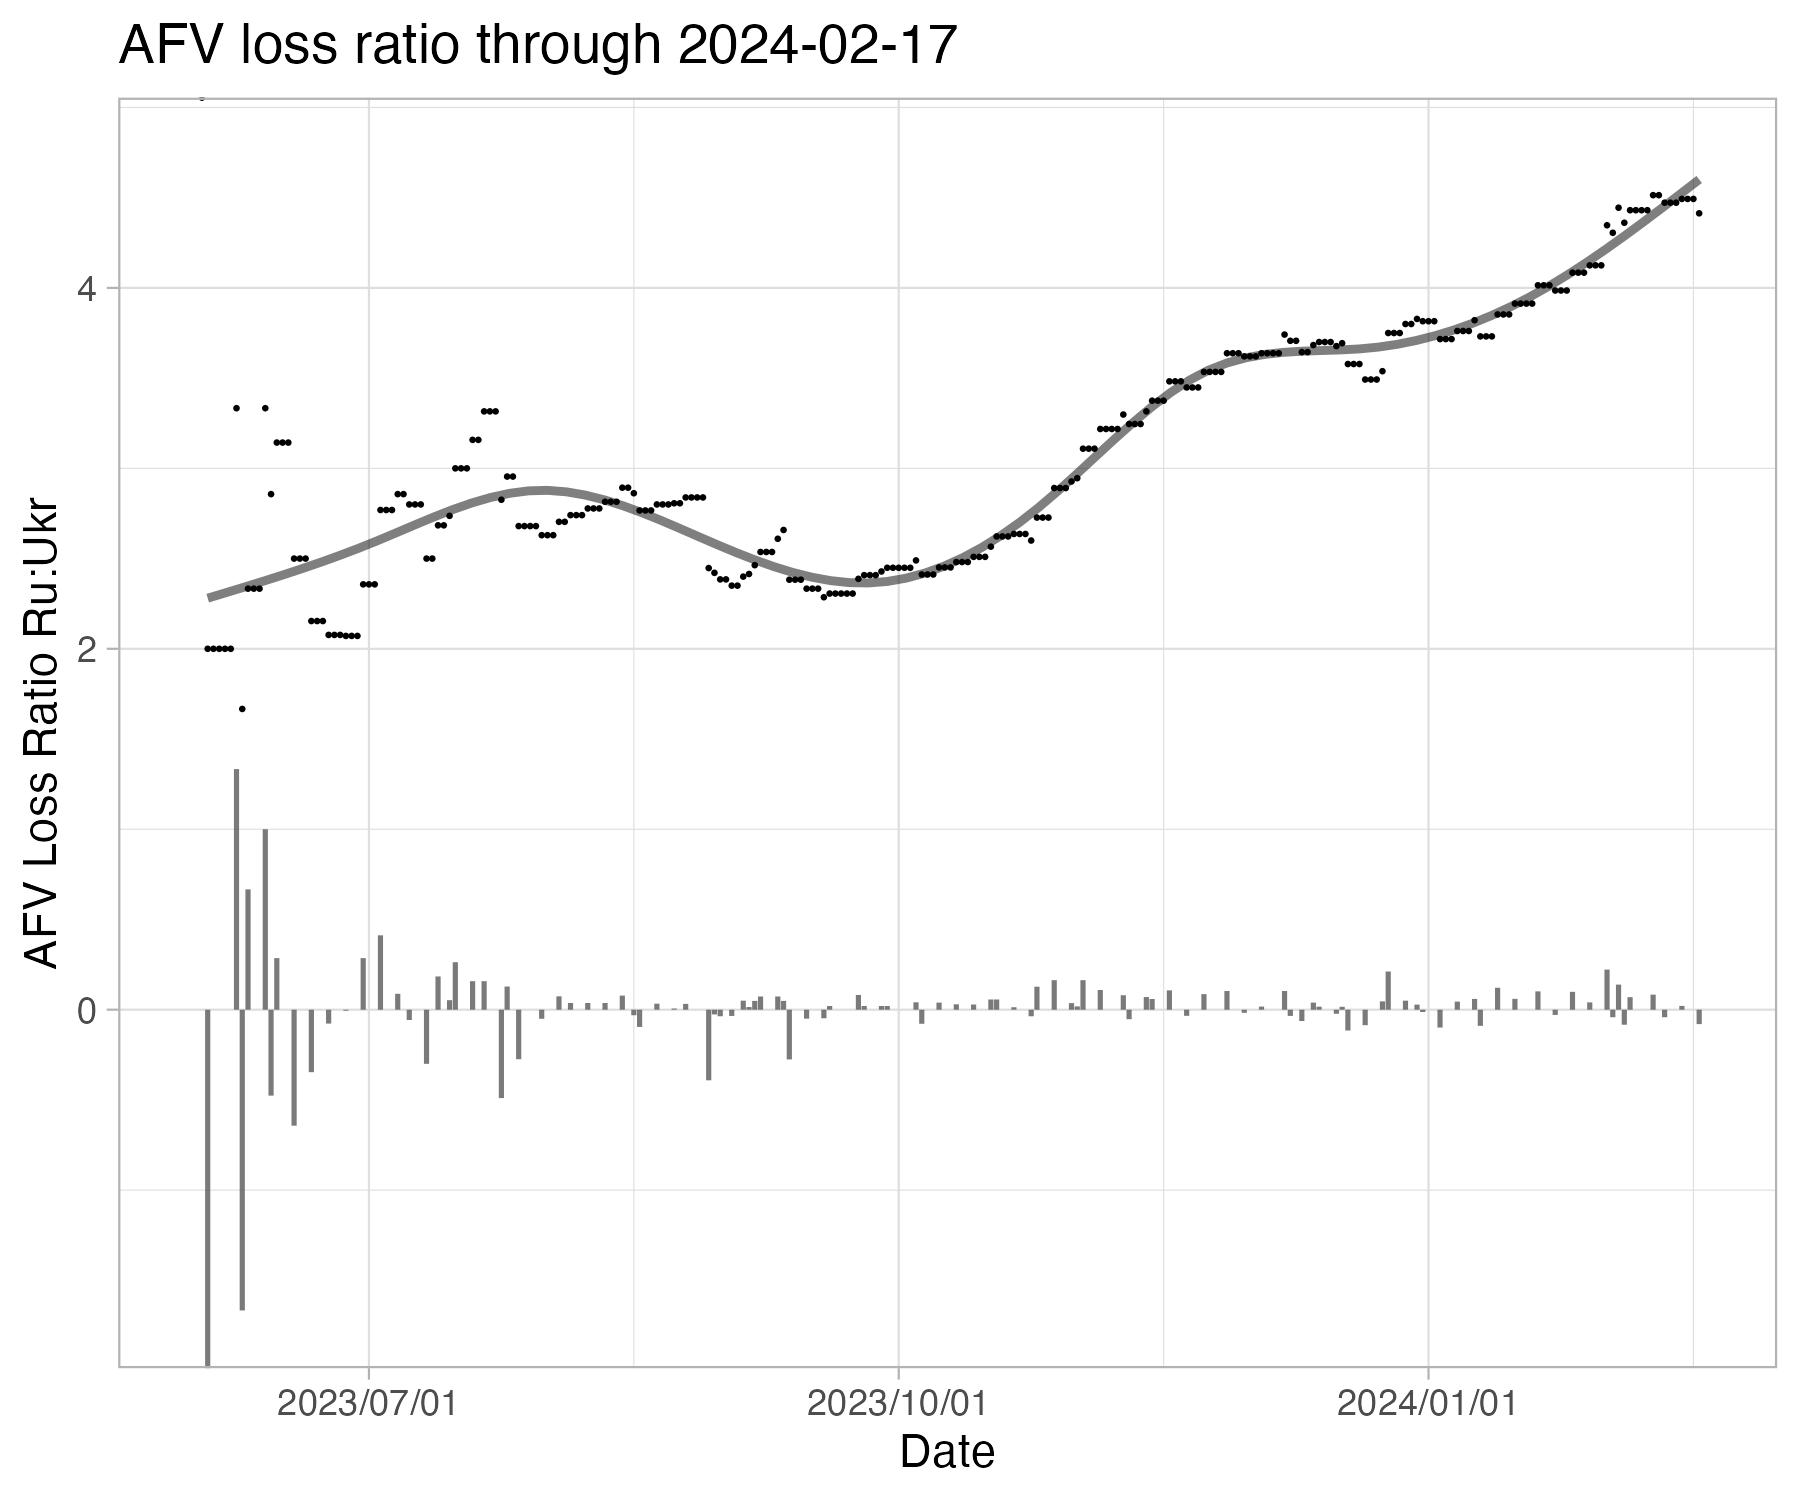 AFV loss ratio through 2024-02-17
AFV Loss Ratio Ru:Ukr
4
2
0
2023/07/01
2023/10/01
2024/01/01
Date